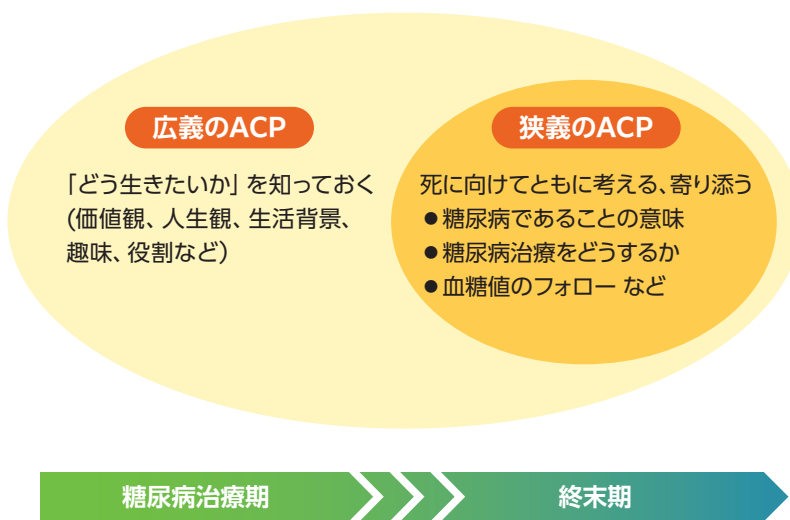 広義のACP
「どう生きたいか」を知っておく
(価値観、人生観、生活背景、
趣味、役割など)
狭義のACP
死に向けてともに考える、寄り添う
●糖尿病であることの意味
●糖尿病治療をどうするか
●血糖値のフォロー など
糖尿病治療期
終末期